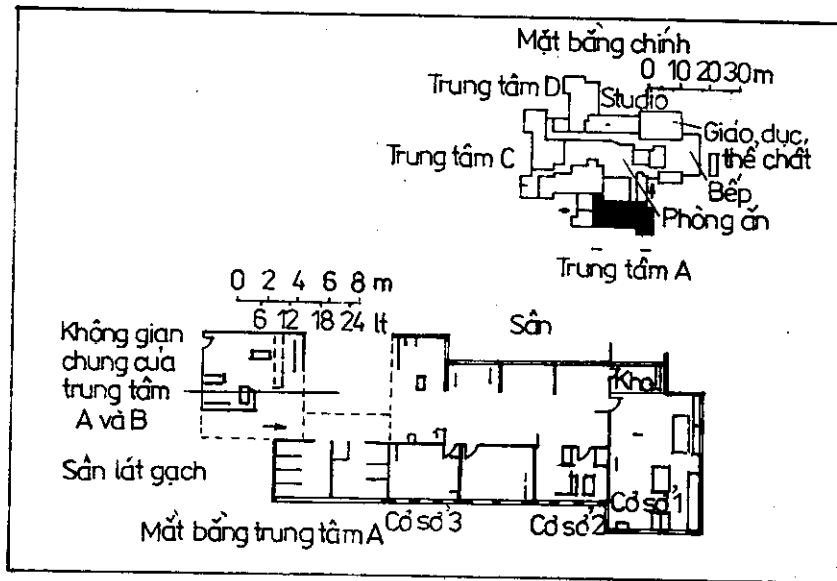 Mặt bằng chính
0 10 20 30 m
Trung tâm D
Studio
Giáo dục,
thể chất
Trung tâm C
Bếp
Phòng ăn
Trung tâm A
0 2 4 6 8 m
6 12 18 24 lt
Sân
Không gian
chung của
trung tâm
A và B
Kho
Sân lát gạch
Cơ sở 3
Cơ sở 2
Cơ sở 1
Mặt bằng trung tâm A